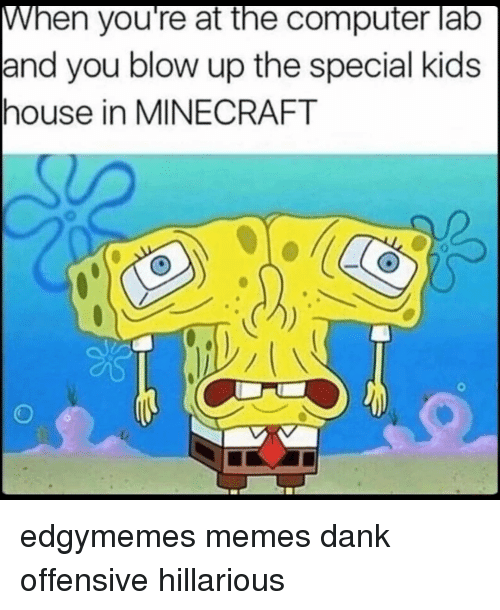 When you're at the computer lab
and you blow up the special kids
house in MINECRAFT
edgymemes memes dank
offensive hillarious